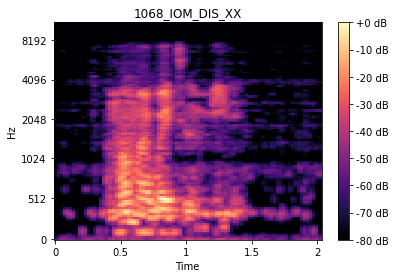 1068_IOM_DIS_XX
8192
4096
2048
1024
512
0
Hz
0
0.5
1
1.5
2
Time
+0 dB
-10 dB
-20 dB
-30 dB
-40 dB
-50 dB
-60 dB
-70 dB
-80 dB